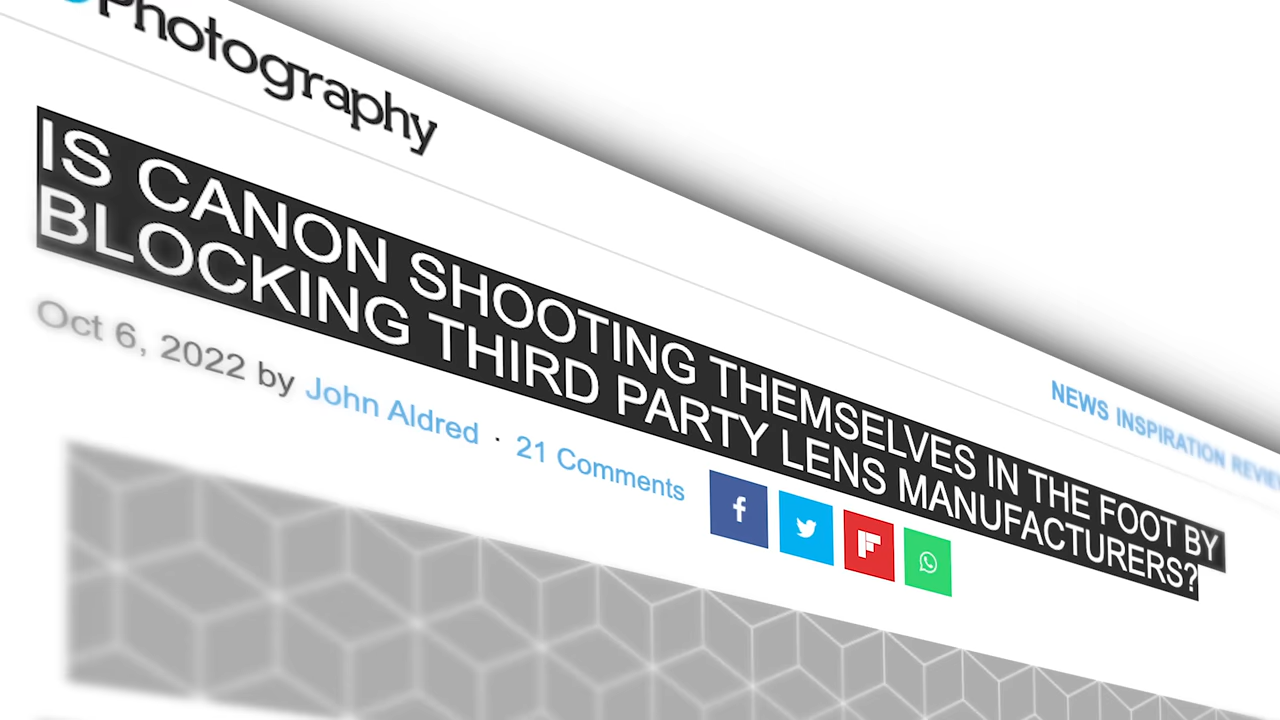 Photography
NEWS INSPIRATION
IS CANON SHOOTING THEMSELVES IN THE FOOT BY
BLOCKING THIRD PARTY LENS MANUFACTURERS?
Oct 6, 2022 by John Aldred · 21 Comments
f